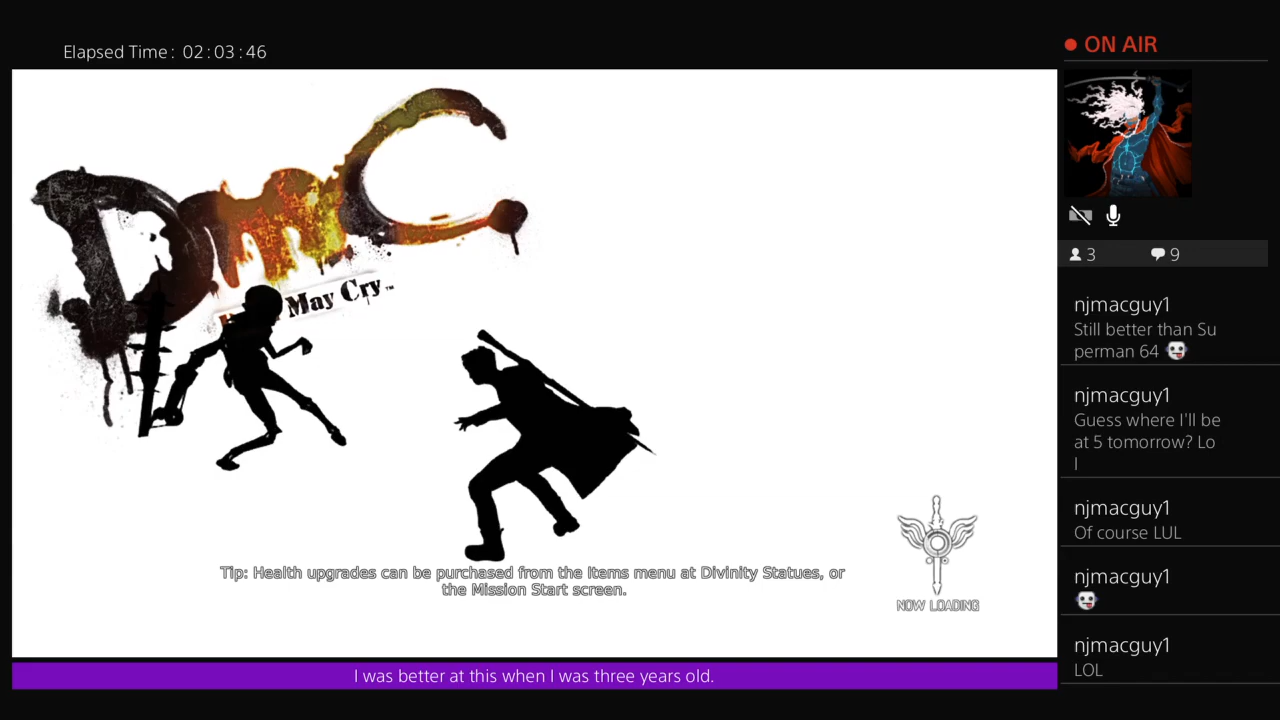 Elapsed Time: 02:03:46
ON AIR
DmC
May Cry™
3
9
njmacguy1
Still better than Su
perman 64
njmacguy1
Guess where I'll be
at 5 tomorrow? Lo
l
njmacguy1
Of course LUL
njmacguy1
njmacguy1
LOL
Tip: Health upgrades can be purchased from the Items menu at Divinity Statues, or
the Mission Start screen.
NOW LOADING
I was better at this when I was three years old.